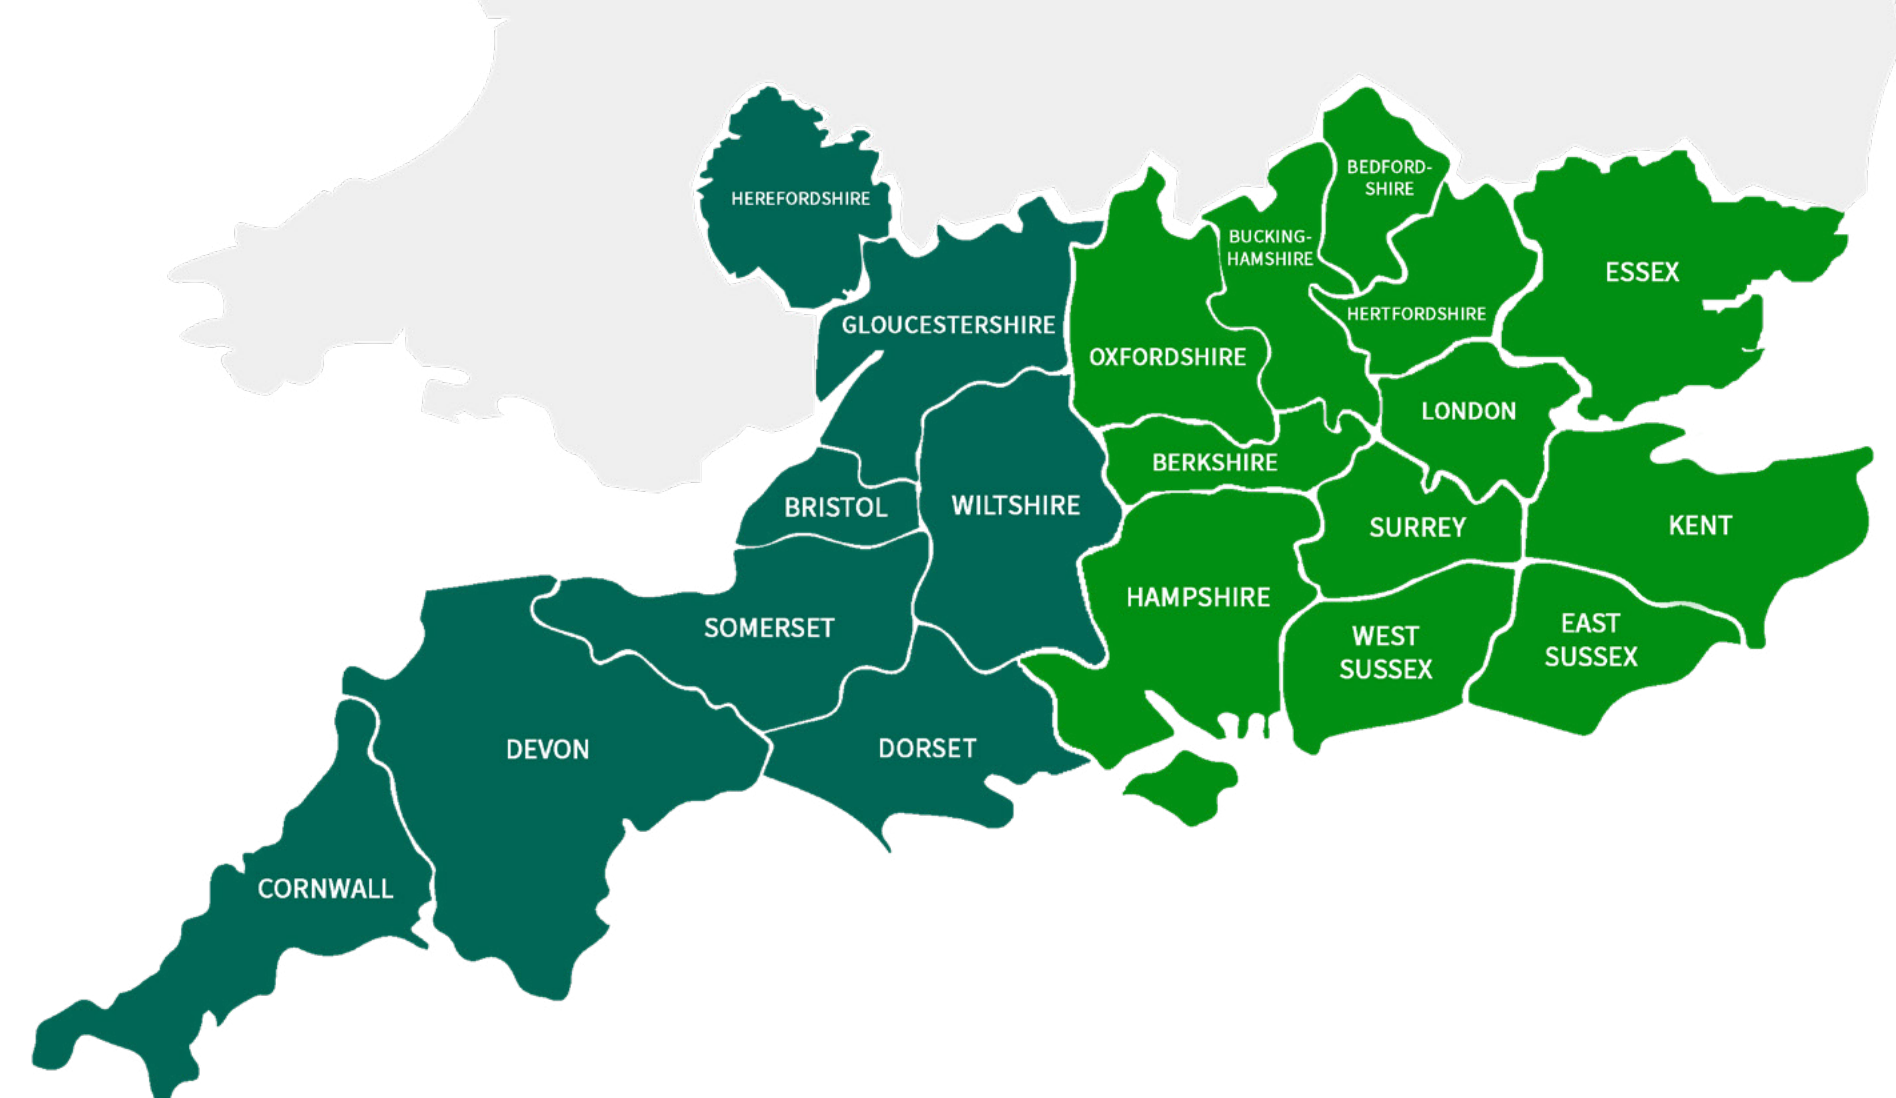 BEDFORD-
SHIRE
HEREFORDSHIRE
BUCKING-
HAMSHIRE
ESSEX
HERTFORDSHIRE
GLOUCESTERSHIRE
OXFORDSHIRE
LONDON
BERKSHIRE
BRISTOL
WILTSHIRE
SURREY
KENT
HAMPSHIRE
SOMERSET
WEST
SUSSEX
EAST
SUSSEX
DEVON
DORSET
CORNWALL